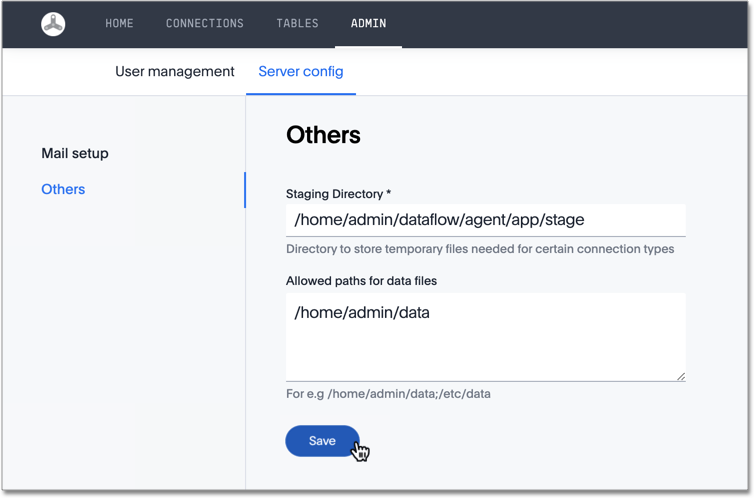 HOME CONNECTIONS TABLES ADMIN
User management Server config
Mail setup
Others
Others
Staging Directory *
/home/admin/dataflow/agent/app/stage
Directory to store temporary files needed for certain connection types
Allowed paths for data files
/home/admin/data
For e.g /home/admin/data;/etc/data
Save